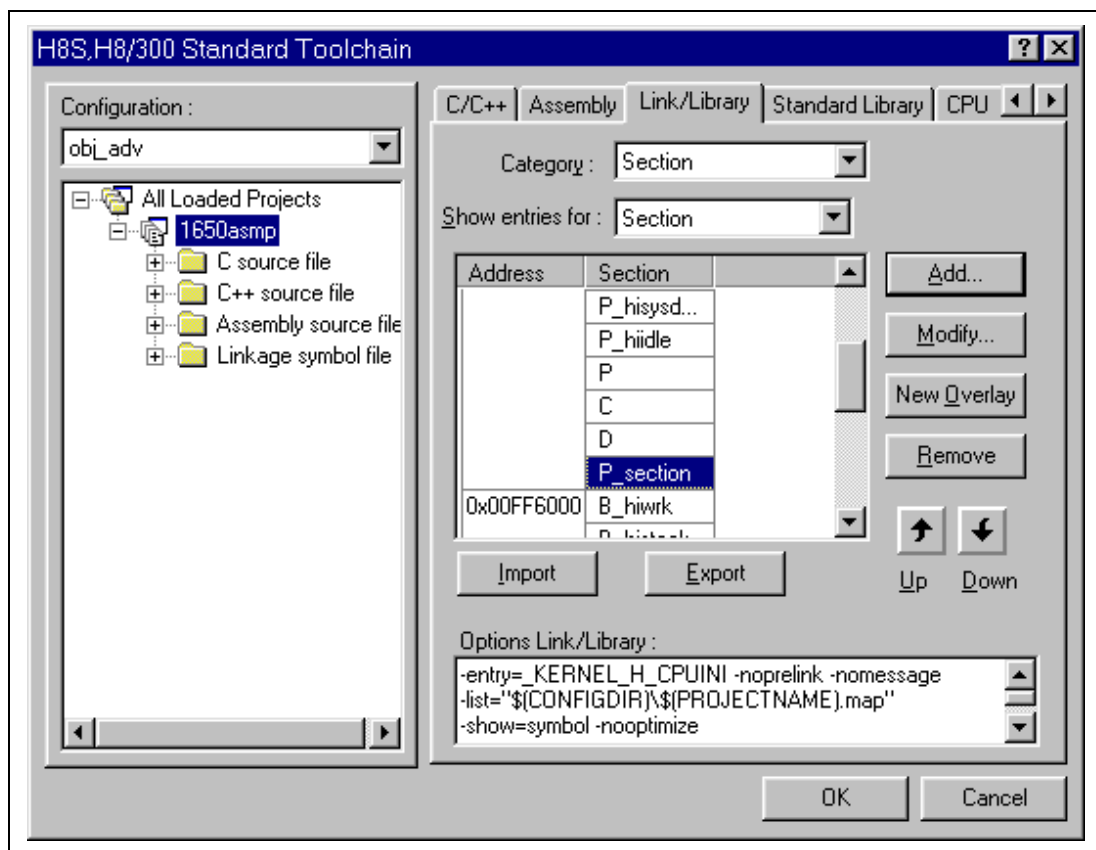 H8S,H8/300 Standard Toolchain
Configuration :
obj_adv
All Loaded Projects
1650asmp
C source file
C++ source file
Assembly source file
Linkage symbol file
C/C++ Assembly Link/Library Standard Library CPU
Category : Section
Show entries for : Section
Address Section
P_hisysd...
P_hiidle
P
C
D
P_section
0x00FF6000 B_hiwrk
Add...
Modify...
New Overlay
Remove
Up Down
Import Export
Options Link/Library :
-entry=_KERNEL_H_CPUINI -noprelink -nomessage
-list="$(CONFIGDIR)\$(PROJECTNAME).map"
-show=symbol -nooptimize
OK Cancel